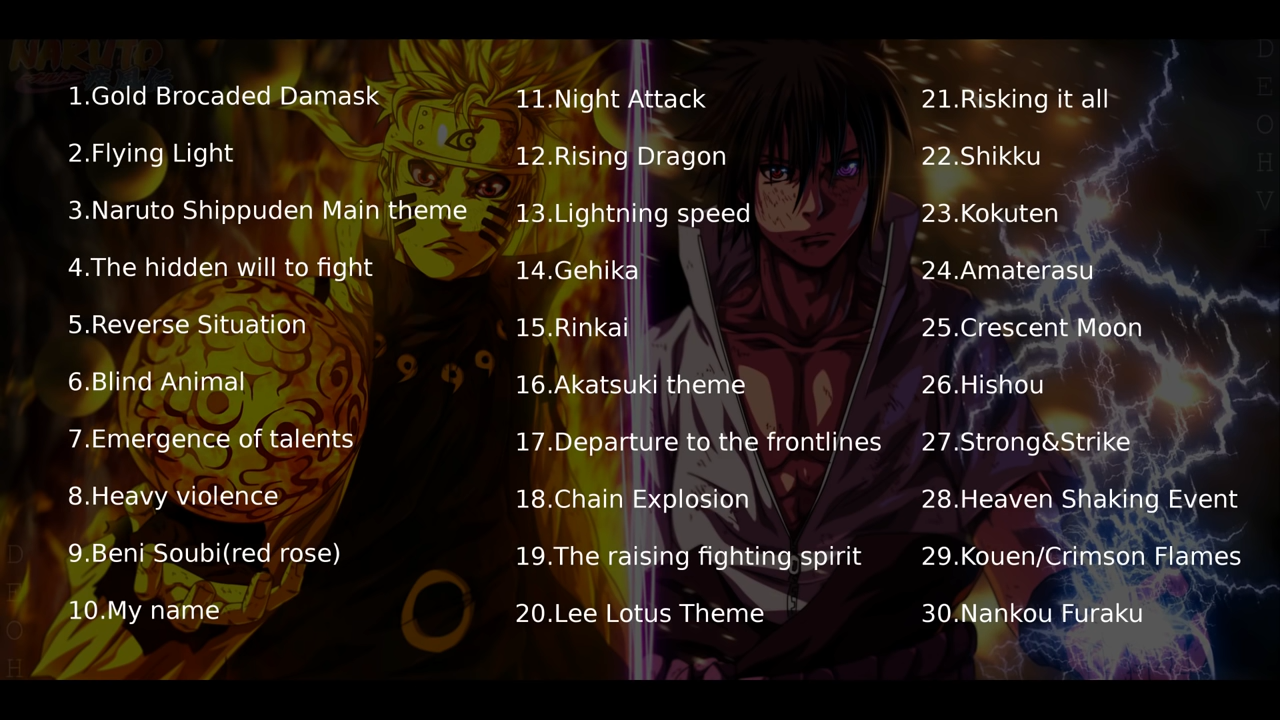 NARUTO
1.Gold Brocaded Damask
2.Flying Light
3.Naruto Shippuden Main theme
4.The hidden will to fight
5.Reverse Situation
6.Blind Animal
7.Emergence of talents
8.Heavy violence
9.Beni Soubi(red rose)
10.My name
11.Night Attack
12.Rising Dragon
13.Lightning speed
14.Gehika
15.Rinkai
16.Akatsuki theme
17.Departure to the frontlines
18.Chain Explosion
19.The raising fighting spirit
20.Lee Lotus Theme
21.Risking it all
22.Shikku
23.Kokuten
24.Amaterasu
25.Crescent Moon
26.Hishou
27.Strong&Strike
28.Heaven Shaking Event
29.Kouen/Crimson Flames
30.Nankou Furaku